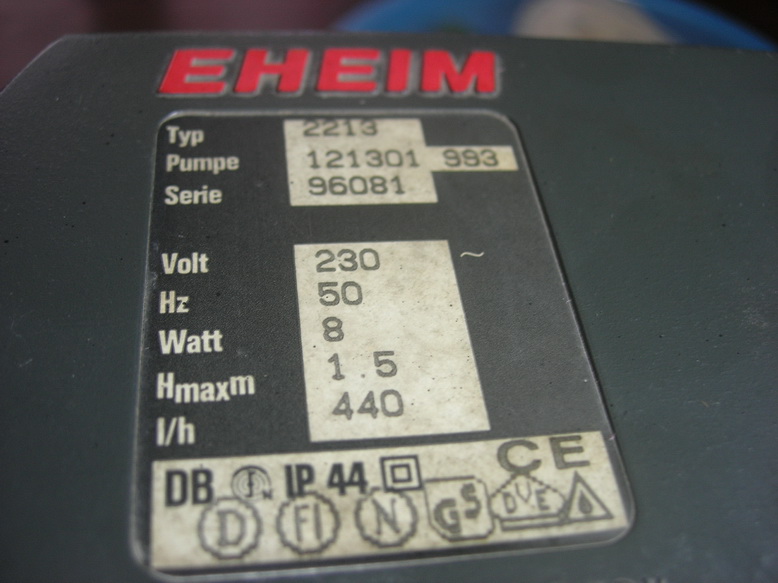 EHEIM
Typ 2213
Pumpe 121301 993
Serie 96081
Volt 230 ~
Hz 50
Watt 8
Hmaxm 1.5
l/h 440
DB IP 44 CE
D FI N GS DVE